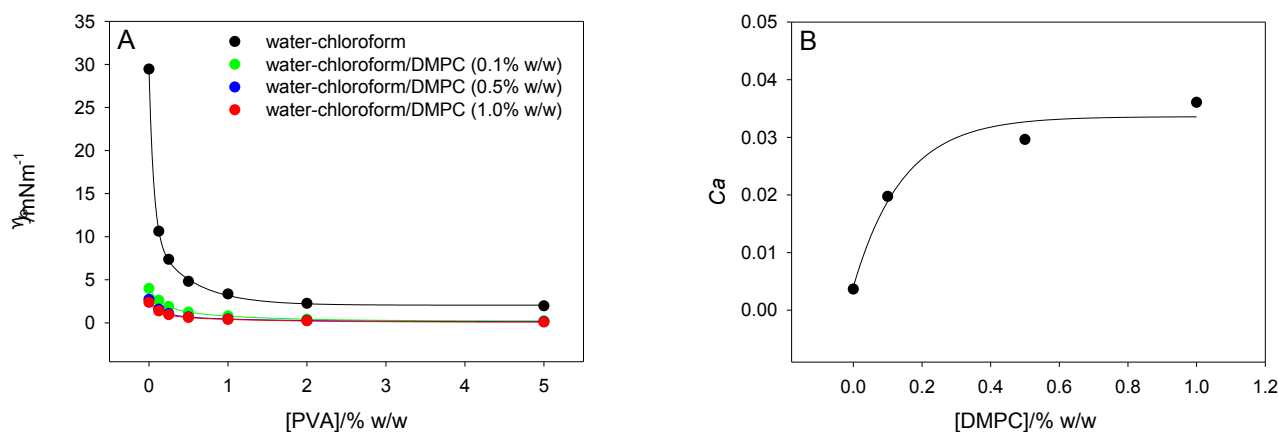 A
water-chloroform
water-chloroform/DMPC (0.1% w/w)
water-chloroform/DMPC (0.5% w/w)
water-chloroform/DMPC (1.0% w/w)
35
30
25
20
15
10
5
0
/mNm-1
0 1 2 3 4 5
[PVA]/% w/w
B
0.05
0.04
0.03
0.02
0.01
0.00
Ca
0.0 0.2 0.4 0.6 0.8 1.0 1.2
[DMPC]/% w/w